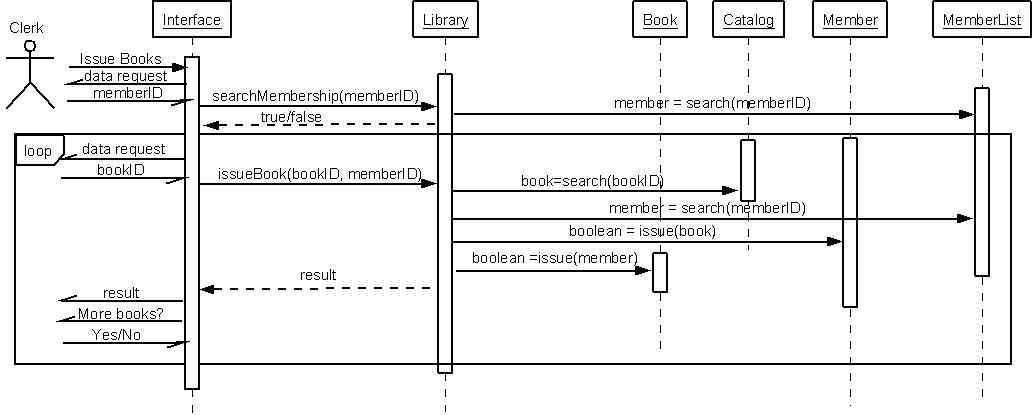 Clerk
Interface
Library
Book
Catalog
Member
MemberList
Issue Books
data request
memberID
searchMembership(memberID)
member = search(memberID)
true/false
loop
data request
bookID
issueBook(bookID, memberID)
book=search(bookID)
member = search(memberID)
boolean = issue(book)
boolean =issue(member)
result
result
More books?
Yes/No